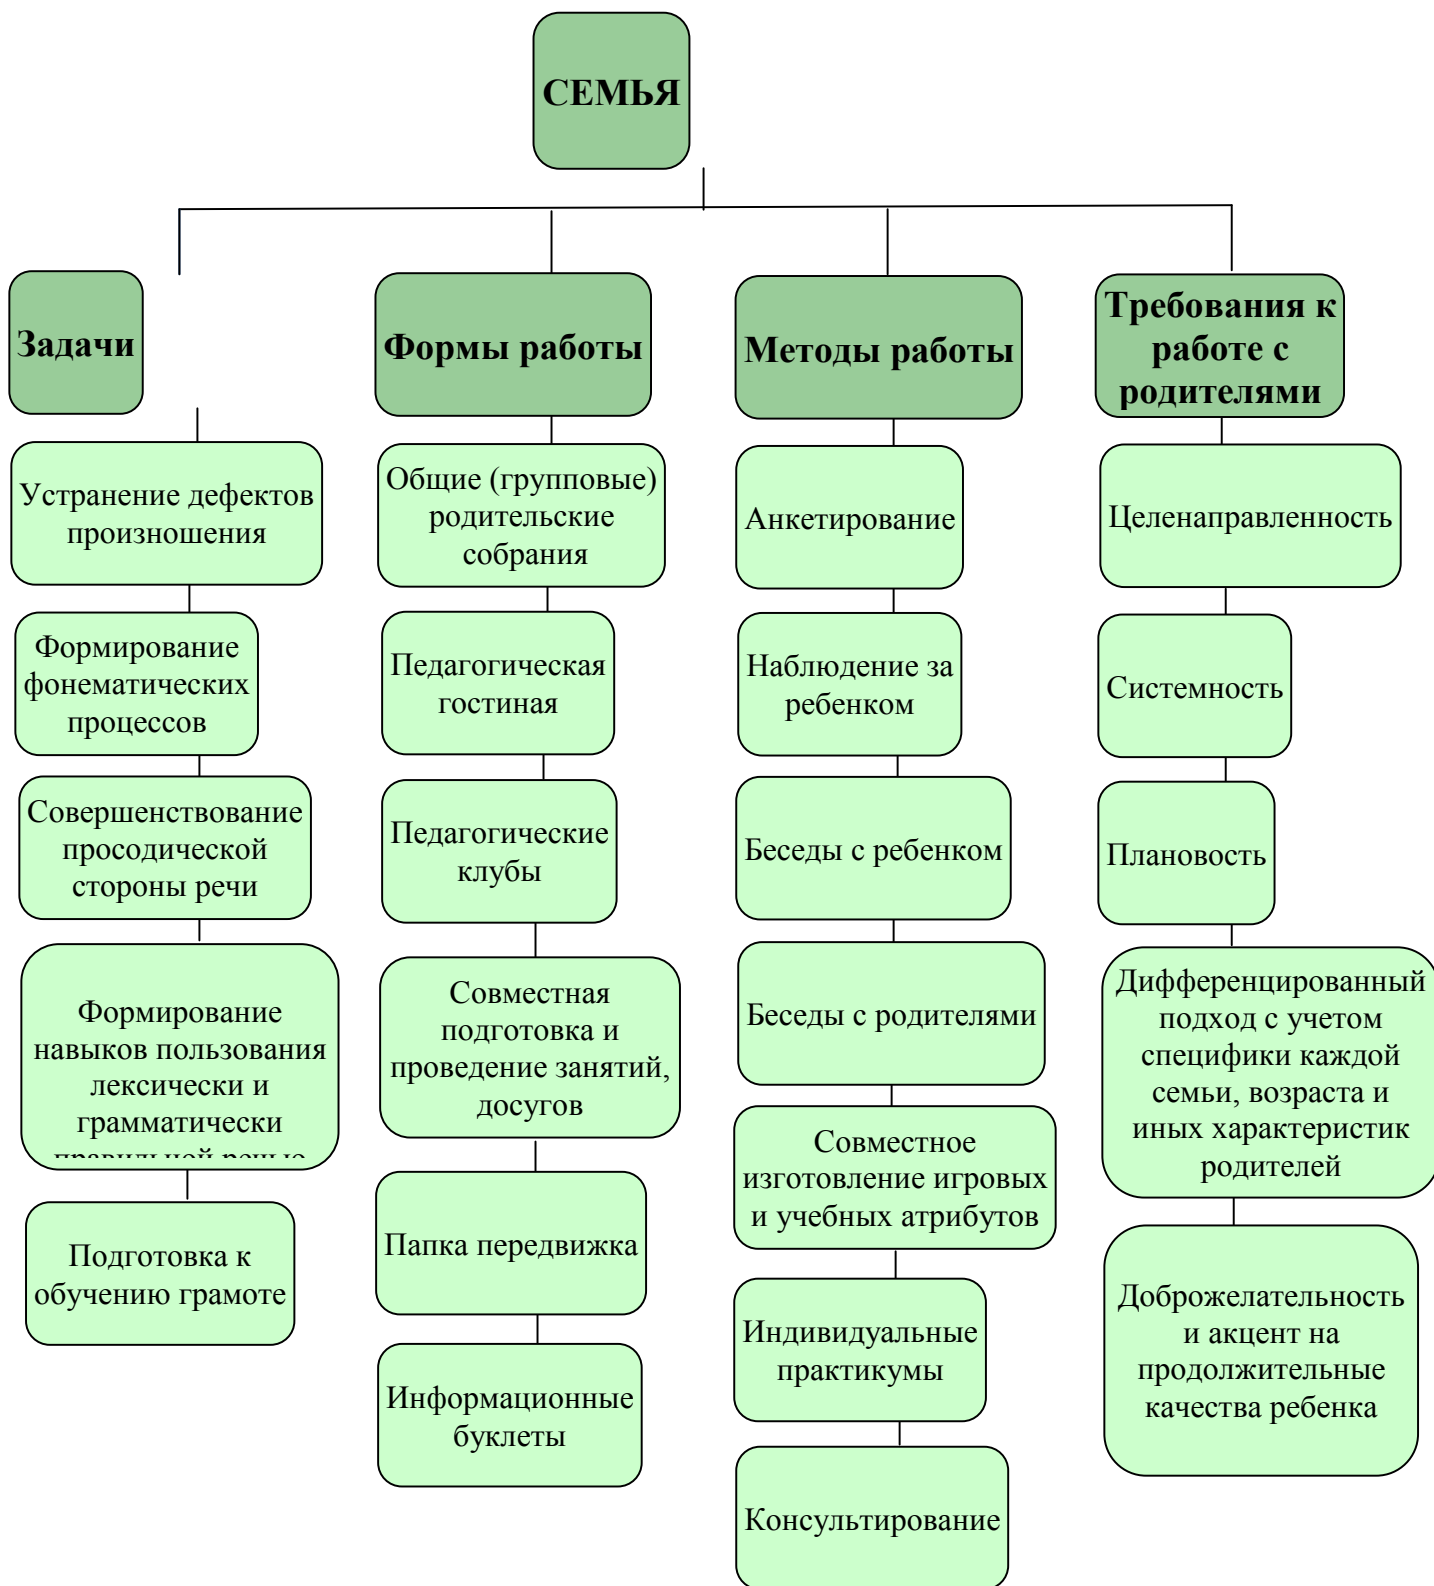 СЕМЬЯ
Задачи
Устранение дефектов
произношения
Формирование
фонематических
процессов
Совершенствование
просодической
стороны речи
Формирование
навыков пользования
лексически и
грамматически
правильной речью
Подготовка к
обучению грамоте
Формы работы
Общие (групповые)
родительские
собрания
Педагогическая
гостиная
Педагогические
клубы
Совместная
подготовка и
проведение занятий,
досугов
Папка передвижка
Информационные
буклеты
Методы работы
Анкетирование
Наблюдение за
ребенком
Беседы с ребенком
Беседы с родителями
Совместное
изготовление игровых
и учебных атрибутов
Индивидуальные
практикумы
Консультирование
Требования к
работе с
родителями
Целенаправленность
Системность
Плановость
Дифференцированный
подход с учетом
специфики каждой
семьи, возраста и
иных характеристик
родителей
Доброжелательность
и акцент на
продолжительные
качества ребенка